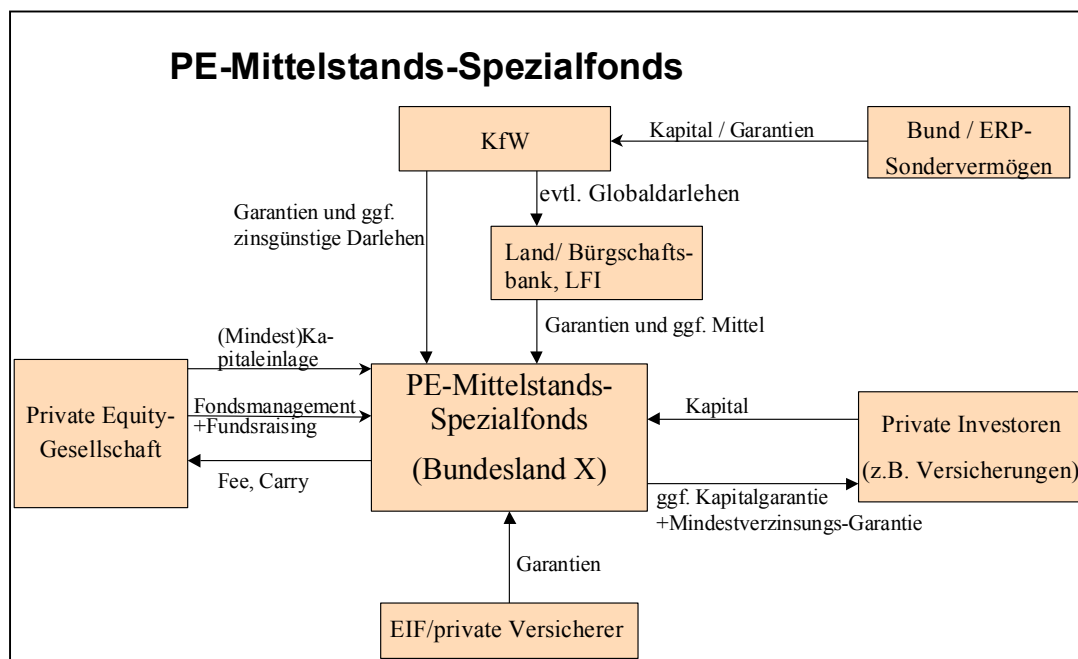 PE-Mittelstands-Spezialfonds
KfW
Kapital / Garantien
Bund / ERP-
Sondervermögen
Garantien und ggf.
zinsgünstige Darlehen
evtl. Globaldarlehen
Land/ Bürgschafts-
bank, LFI
Garantien und ggf. Mittel
(Mindest)Ka-
pitaleinlage
Private Equity-
Gesellschaft
Fondsmanagement
+Fundsraising
Fee, Carry
PE-Mittelstands-
Spezialfonds
(Bundesland X)
Kapital
Private Investoren
(z.B. Versicherungen)
ggf. Kapitalgarantie
+Mindestverzinsungs-Garantie
Garantien
EIF/private Versicherer